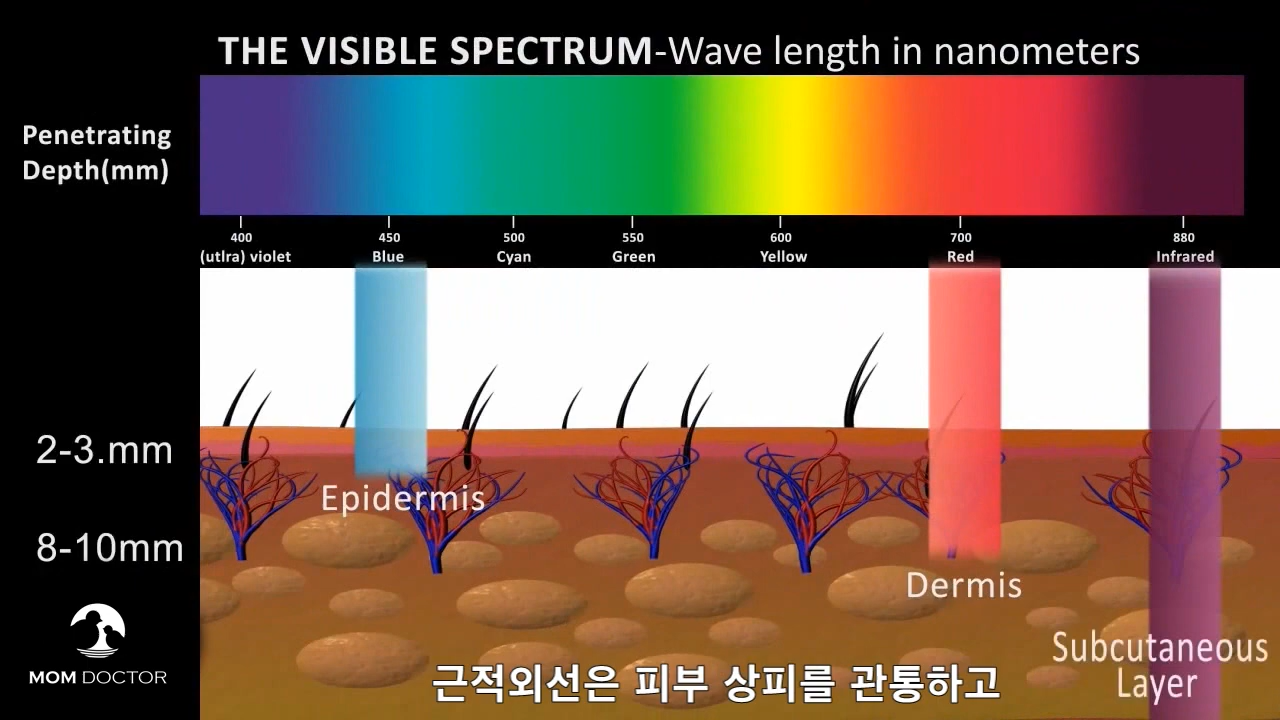 THE VISIBLE SPECTRUM-Wave length in nanometers
Penetrating
Depth(mm)
400 450 500 550 600 700 880
(utlra) violet Blue Cyan Green Yellow Red Infrared
2-3.mm
Epidermis
8-10mm
Dermis
Subcutaneous
Layer
MOM DOCTOR
근적외선은 피부 상피를 관통하고